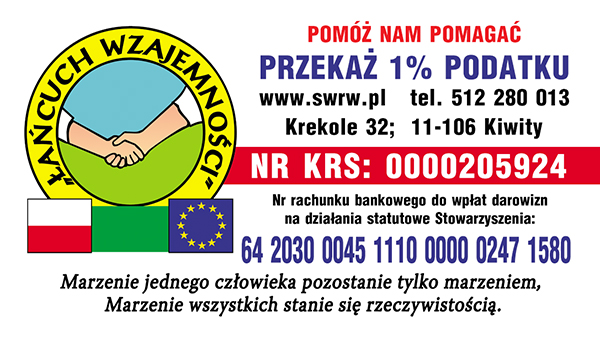 "ŁAŃCUCH WZAJEMNOŚCI"
POMÓŻ NAM POMAGAĆ
PRZEKAŻ 1% PODATKU
www.swrw.pl tel. 512 280 013
Krekole 32; 11-106 Kiwity
NR KRS: 0000205924
Nr rachunku bankowego do wpłat darowizn
na działania statutowe Stowarzyszenia:
64 2030 0045 1110 0000 0247 1580
Marzenie jednego człowieka pozostanie tylko marzeniem,
Marzenie wszystkich stanie się rzeczywistością.